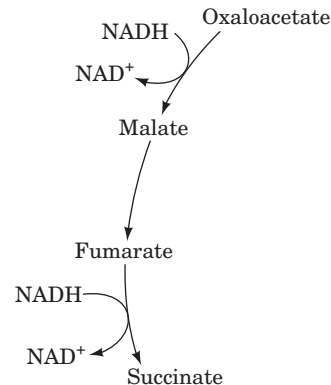 Oxaloacetate
NADH
NAD+
Malate
Fumarate
NADH
NAD+
Succinate